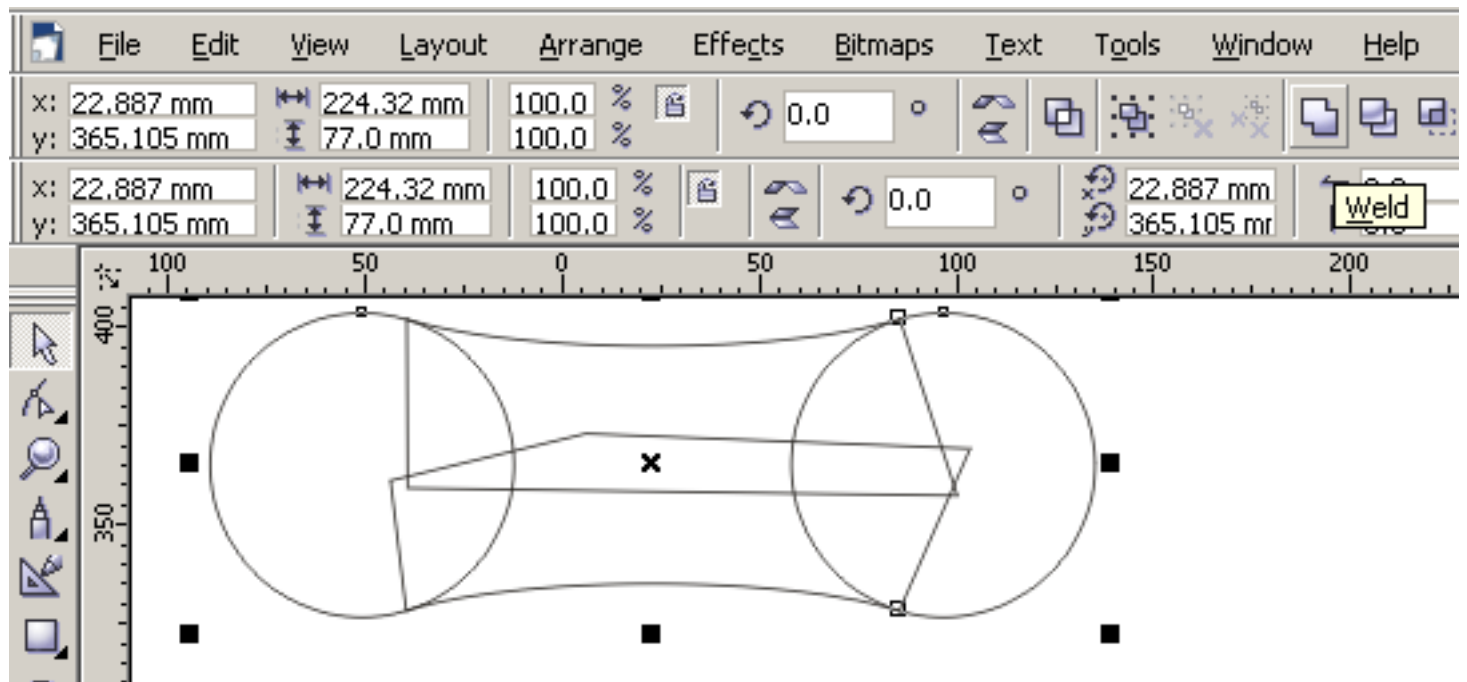 File Edit View Layout Arrange Effects Bitmaps Text Tools Window Help
x: 22.887 mm 224.32 mm 100.0 % 0.0 °
y: 365.105 mm 77.0 mm 100.0 %
x: 22.887 mm 224.32 mm 100.0 % 0.0 ° x 22.887 mm
y: 365.105 mm 77.0 mm 100.0 % y 365.105 mr Weld
100 50 0 50 100 150 200
400
350